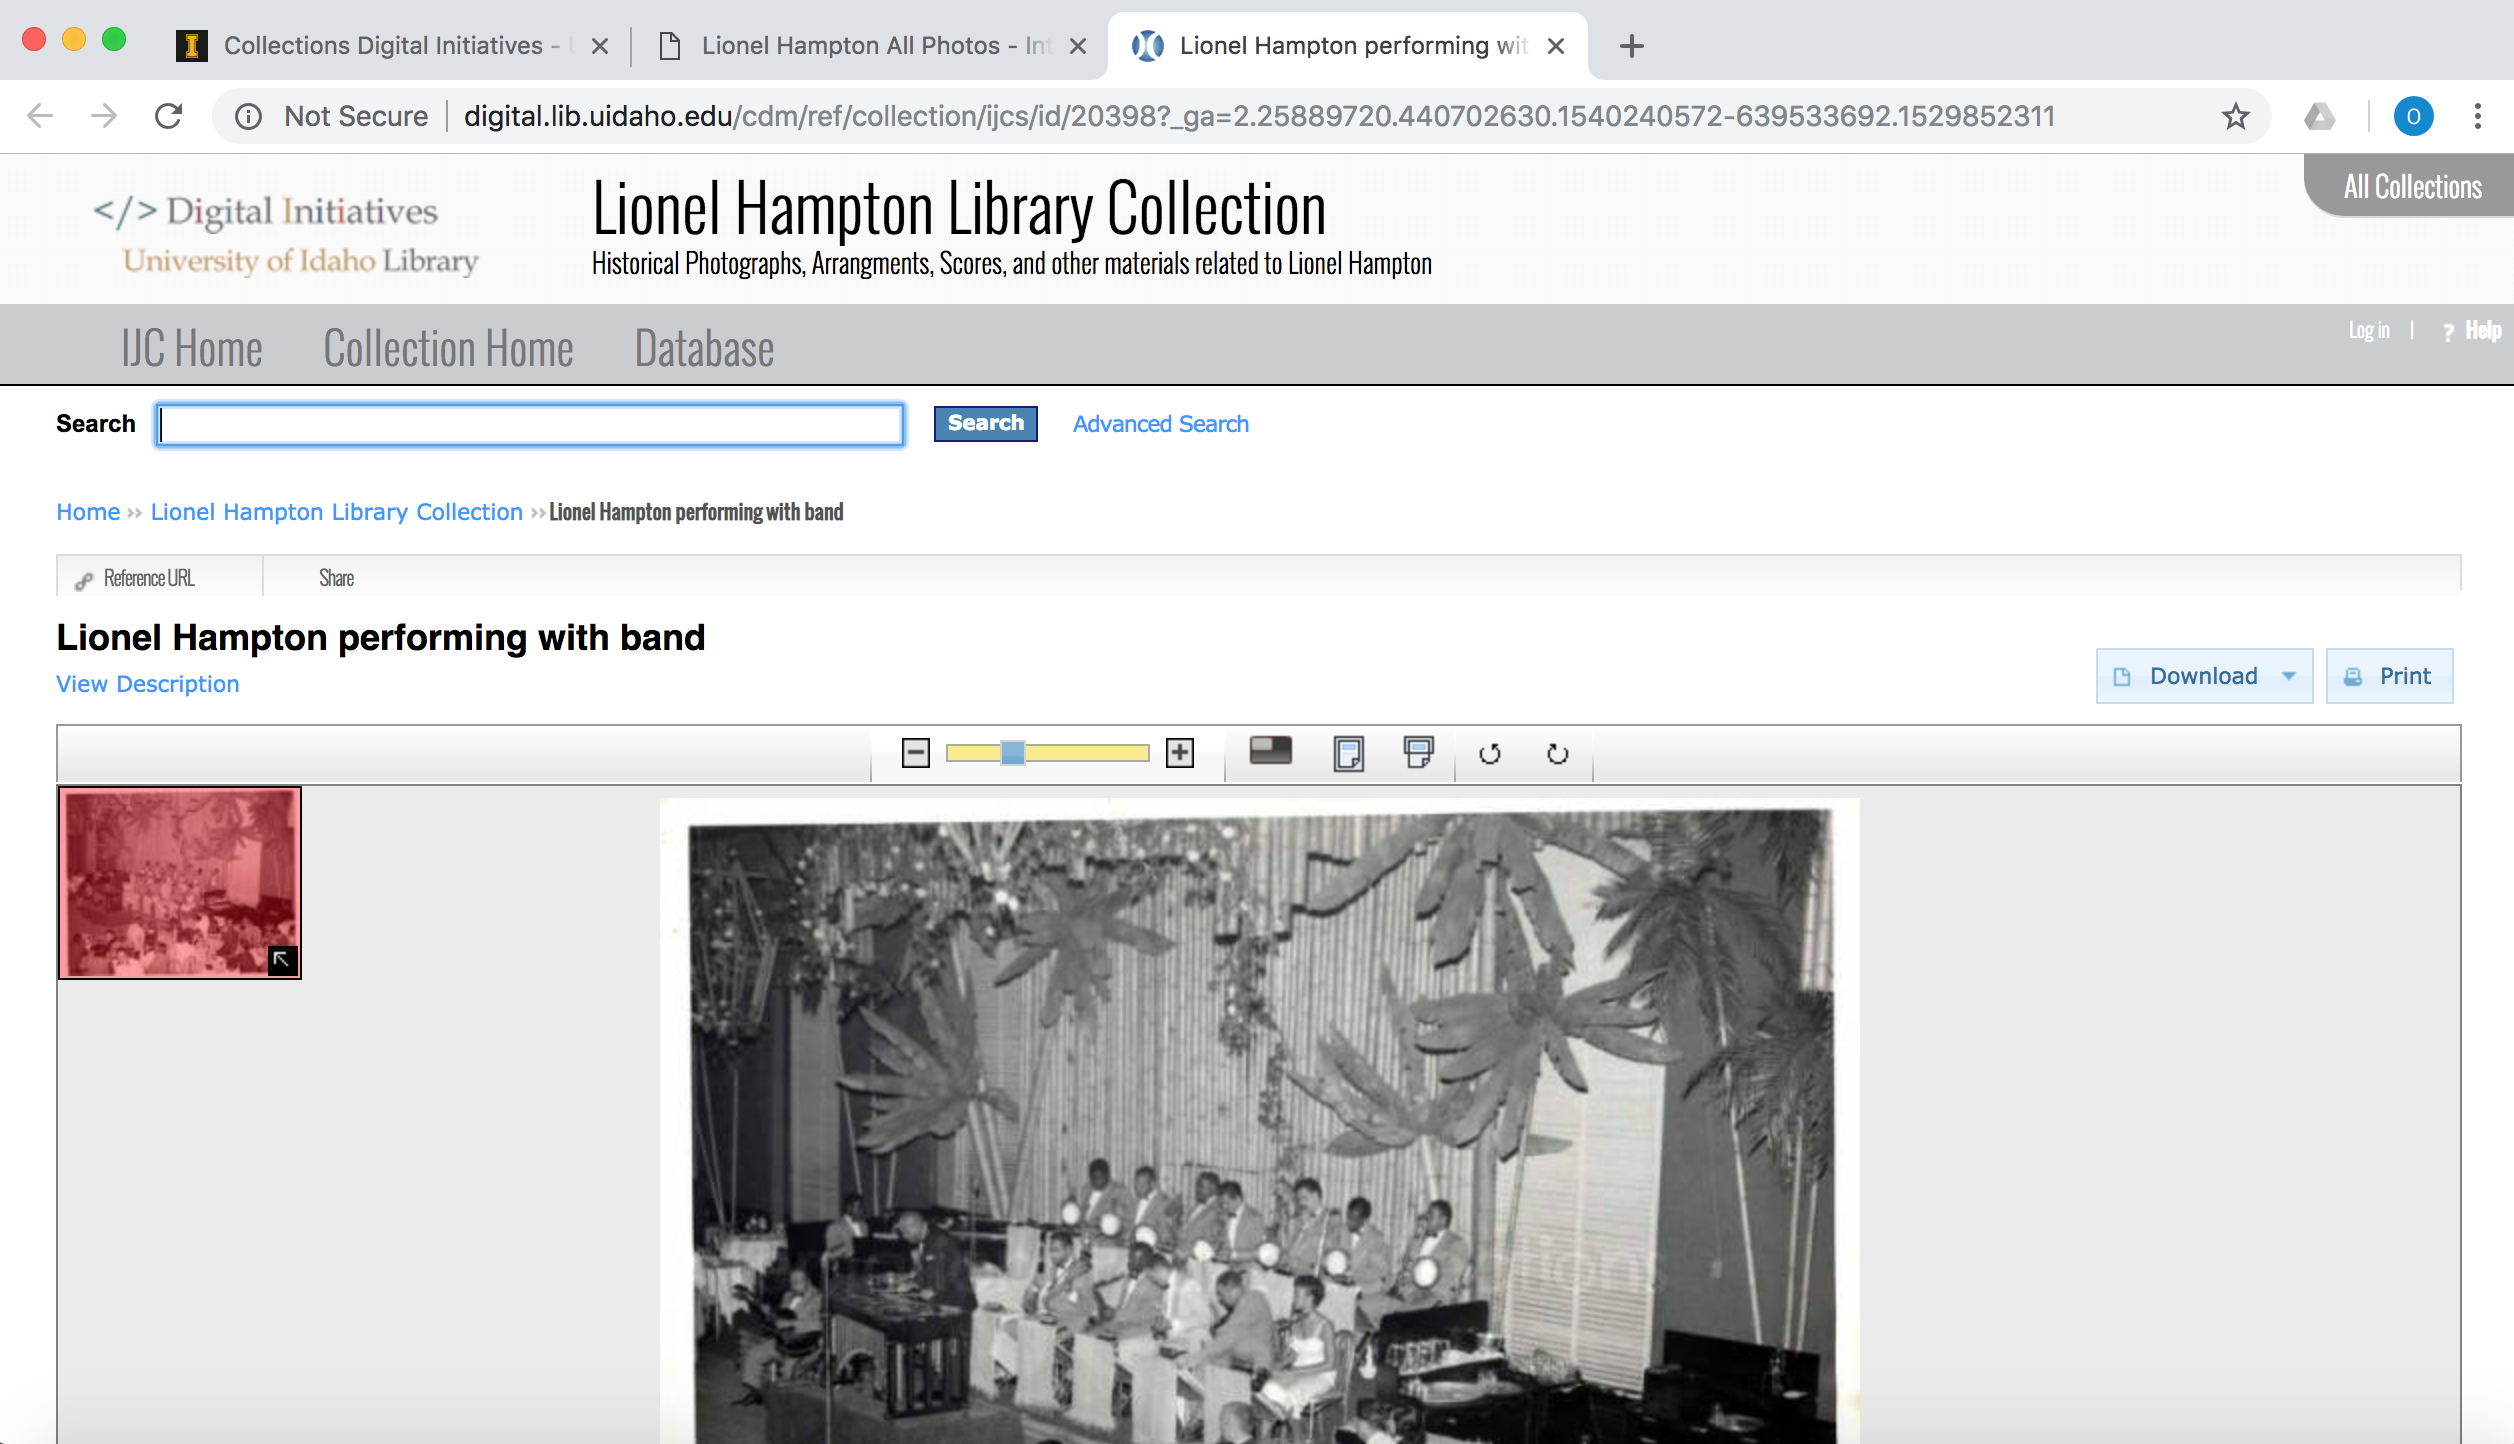 Collections Digital Initiatives -
Lionel Hampton All Photos - Int
Lionel Hampton performing wit
Not Secure
digital.lib.uidaho.edu/cdm/ref/collection/ijcs/id/20398?_ga=2.25889720.440702630.1540240572-639533692.1529852311
O
</> Digital Initiatives
University of Idaho Library
Lionel Hampton Library Collection
Historical Photographs, Arrangments, Scores, and other materials related to Lionel Hampton
All Collections
IJC Home
Collection Home
Database
Log in | ? Help
Search
Search
Advanced Search
Home ›› Lionel Hampton Library Collection ›› Lionel Hampton performing with band
Reference URL
Share
Lionel Hampton performing with band
View Description
Download
Print